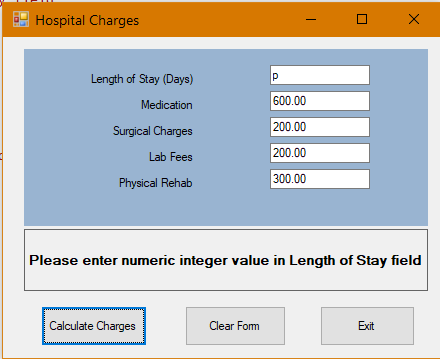 Hospital Charges
Length of Stay (Days) p
Medication 600.00
Surgical Charges 200.00
Lab Fees 200.00
Physical Rehab 300.00
Please enter numeric integer value in Length of Stay field
Calculate Charges Clear Form Exit